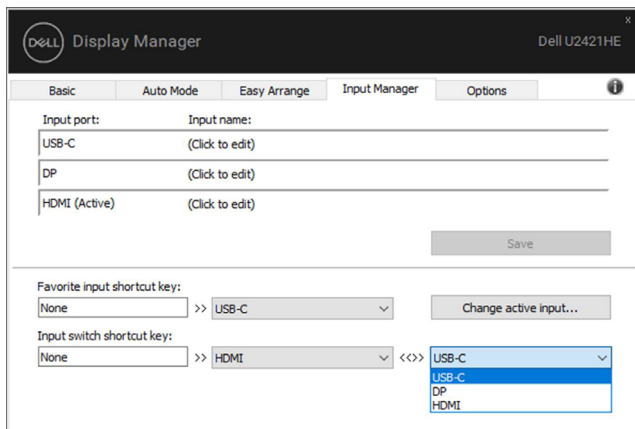 x
DELL Display Manager Dell U2421HE
Basic Auto Mode Easy Arrange Input Manager Options i
Input port: Input name:
USB-C (Click to edit)
DP (Click to edit)
HDMI (Active) (Click to edit)
Save
Favorite input shortcut key:
None >> USB-C Change active input...
Input switch shortcut key:
None >> HDMI <<>> USB-C
USB-C
DP
HDMI